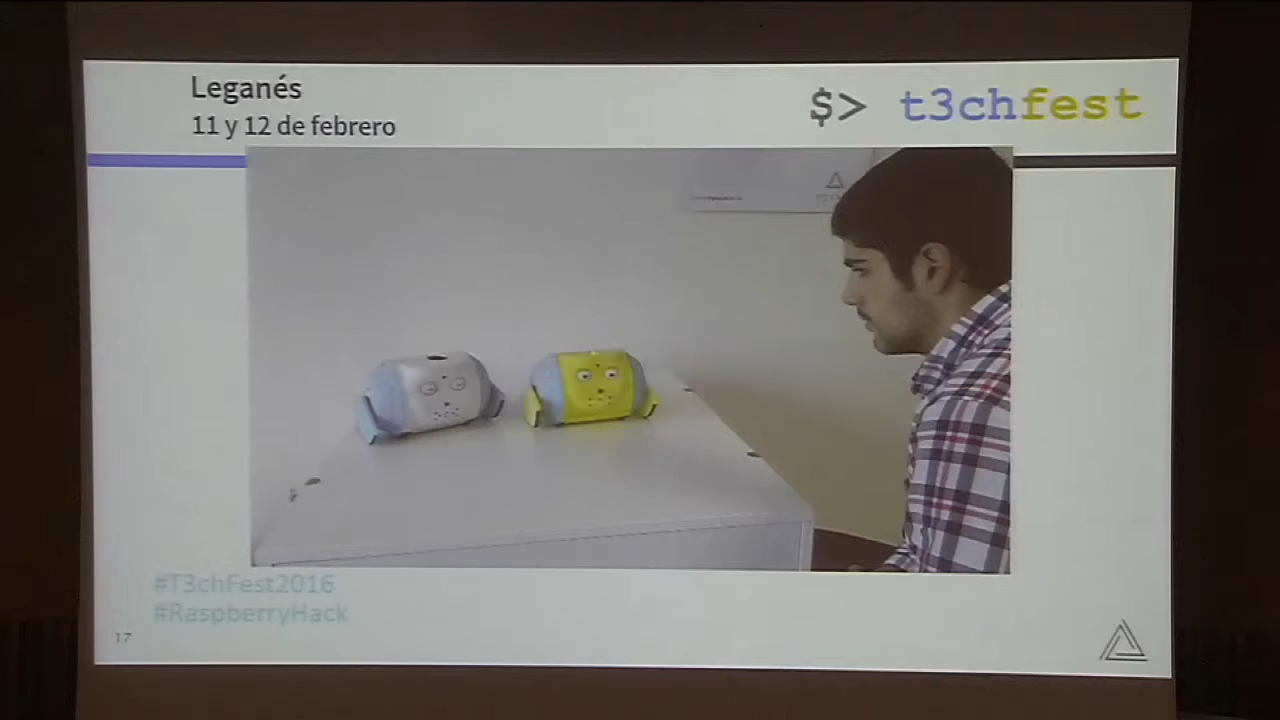 Leganés
11 y 12 de febrero
$> t3chfest
#T3chFest2016
#RaspberryHack
17